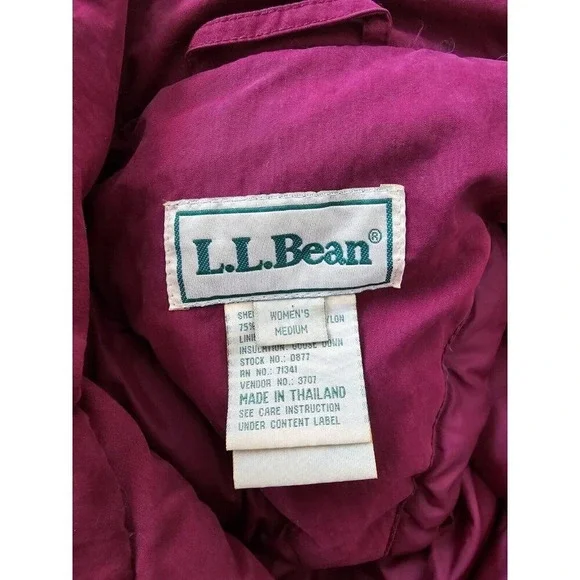 L.L.Bean®
WOMEN'S
MEDIUM
75%
INSULATION: GOOSE DOWN
STOCK NO.: 0877
RN NO.: 71341
VENDOR NO.: 3707
MADE IN THAILAND
SEE CARE INSTRUCTION
UNDER CONTENT LABEL